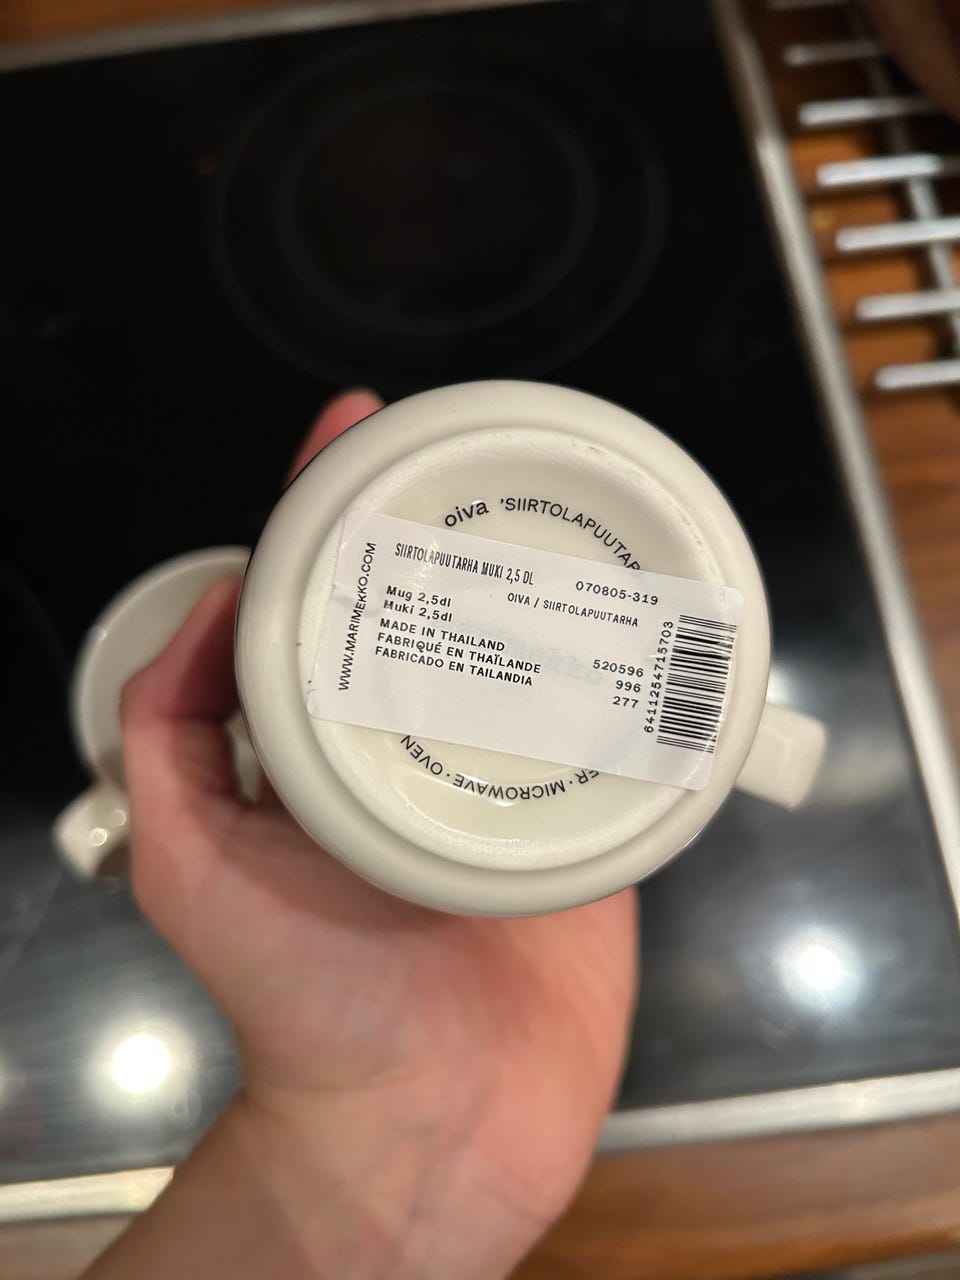 oiva 'SIIRTOLAPUUTAR
SIIRTOLAPUUTARHA MUKI 2,5 DL
070805-319
OIVA / SIIRTOLAPUUTARHA
Mug 2,5dl
Muki 2,5dl
MADE IN THAILAND
FABRIQUÉ EN THAÏLANDE
FABRICADO EN TAILANDIA
520596
996
277
6411254715703
WWW.MARIMEKKO.COM
ER · MICROWAVE · OVEN